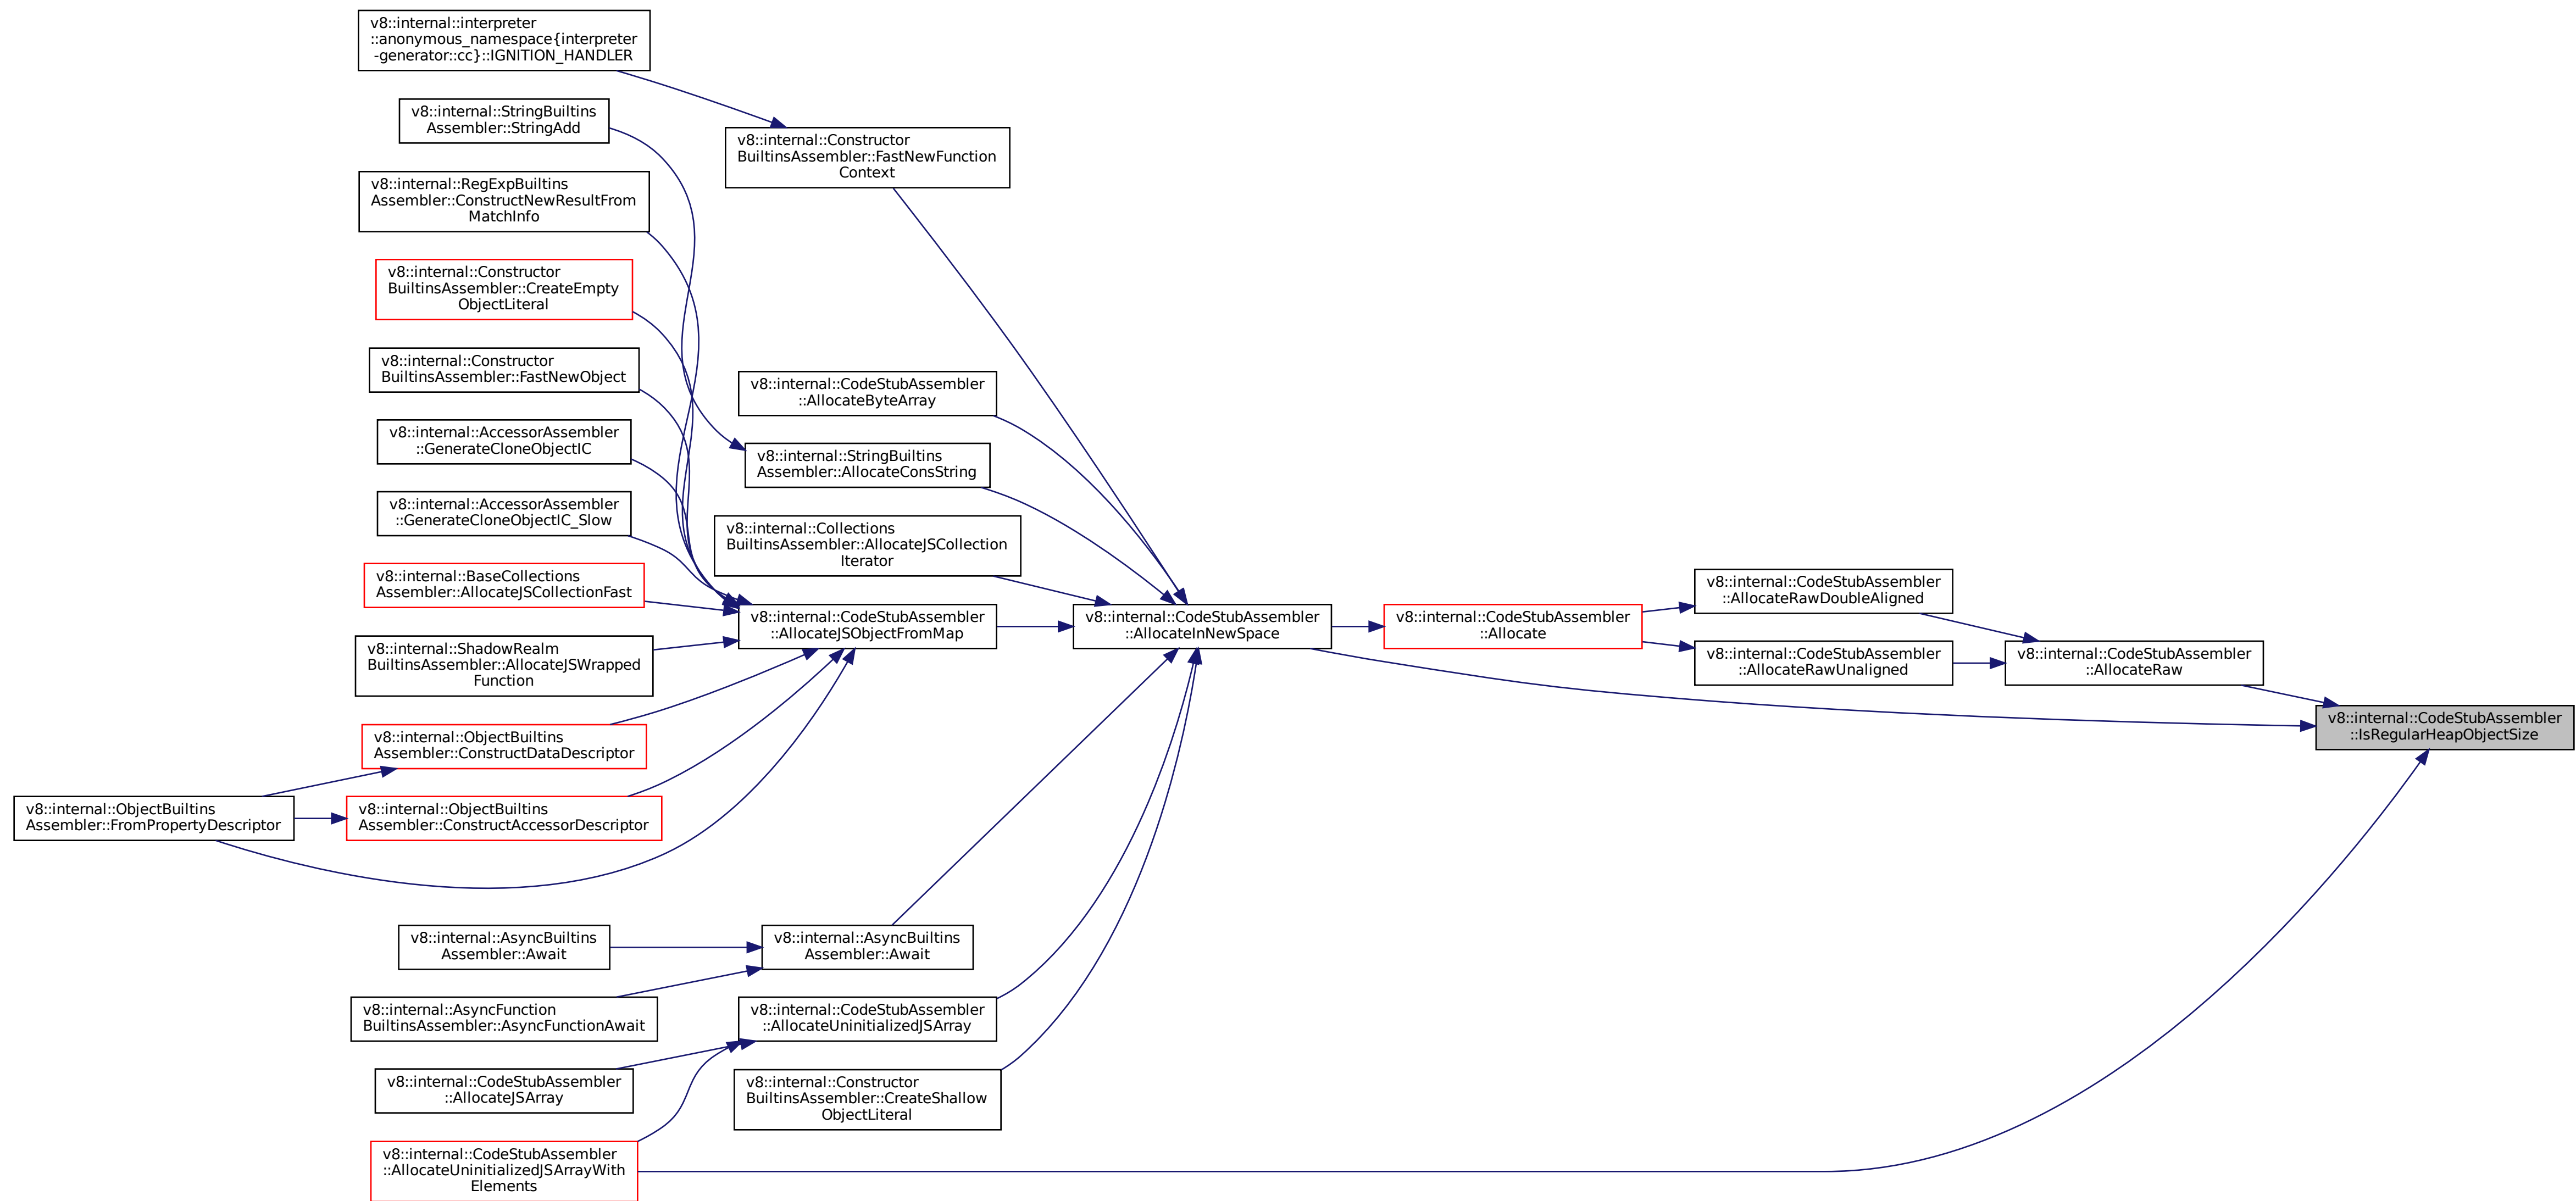 v8::internal::interpreter
::anonymous_namespace{interpreter
-generator::cc}::IGNITION_HANDLER
v8::internal::StringBuiltins
Assembler::StringAdd
v8::internal::RegExpBuiltins
Assembler::ConstructNewResultFrom
MatchInfo
v8::internal::Constructor
BuiltinsAssembler::CreateEmpty
ObjectLiteral
v8::internal::Constructor
BuiltinsAssembler::FastNewObject
v8::internal::AccessorAssembler
::GenerateCloneObjectIC
v8::internal::AccessorAssembler
::GenerateCloneObjectIC_Slow
v8::internal::BaseCollections
Assembler::AllocateJSCollectionFast
v8::internal::ShadowRealm
BuiltinsAssembler::AllocateJSWrapped
Function
v8::internal::ObjectBuiltins
Assembler::ConstructDataDescriptor
v8::internal::ObjectBuiltins
Assembler::FromPropertyDescriptor
v8::internal::ObjectBuiltins
Assembler::ConstructAccessorDescriptor
v8::internal::AsyncBuiltins
Assembler::Await
v8::internal::AsyncFunction
BuiltinsAssembler::AsyncFunctionAwait
v8::internal::CodeStubAssembler
::AllocateJSArray
v8::internal::CodeStubAssembler
::AllocateUninitializedJSArrayWith
Elements
v8::internal::Constructor
BuiltinsAssembler::FastNewFunction
Context
v8::internal::CodeStubAssembler
::AllocateByteArray
v8::internal::StringBuiltins
Assembler::AllocateConsString
v8::internal::Collections
BuiltinsAssembler::AllocateJSCollection
Iterator
v8::internal::CodeStubAssembler
::AllocateJSObjectFromMap
v8::internal::AsyncBuiltins
Assembler::Await
v8::internal::CodeStubAssembler
::AllocateUninitializedJSArray
v8::internal::Constructor
BuiltinsAssembler::CreateShallow
ObjectLiteral
v8::internal::CodeStubAssembler
::AllocateInNewSpace
v8::internal::CodeStubAssembler
::Allocate
v8::internal::CodeStubAssembler
::AllocateRawDoubleAligned
v8::internal::CodeStubAssembler
::AllocateRawUnaligned
v8::internal::CodeStubAssembler
::AllocateRaw
v8::internal::CodeStubAssembler
::IsRegularHeapObjectSize